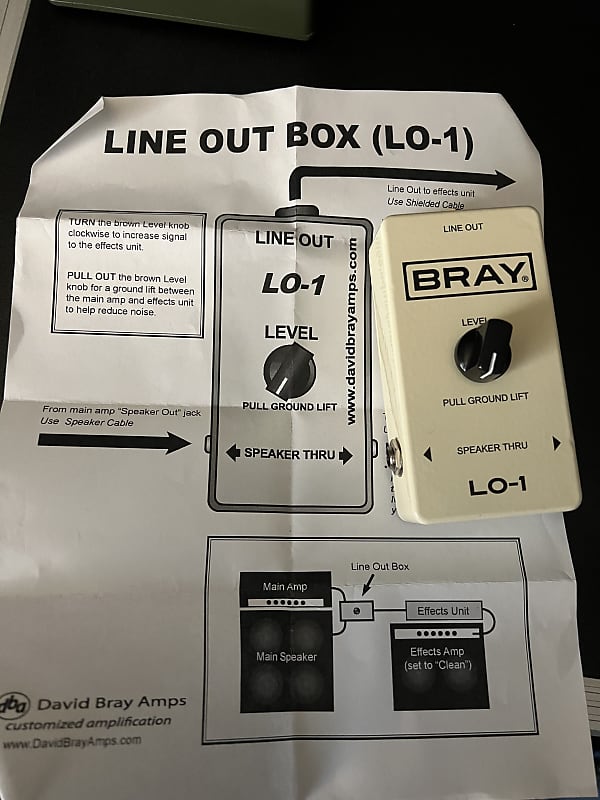 LINE OUT BOX (LO-1)
Line Out to effects unit
Use Shielded Cable
TURN the brown Level knob
clockwise to increase signal
to the effects unit.
PULL OUT the brown Level
knob for a ground lift between
the main amp and effects unit
to help reduce noise.
LINE OUT
LO-1
LEVEL
PULL GROUND LIFT
SPEAKER THRU
www.davidbrayamps.com
From main amp "Speaker Out" jack
Use Speaker Cable
LINE OUT
BRAY®
LEVEL
PULL GROUND LIFT
SPEAKER THRU
LO-1
Line Out Box
Main Amp
Main Speaker
Effects Unit
Effects Amp
(set to "Clean")
dba David Bray Amps
customized amplification
www.DavidBrayAmps.com